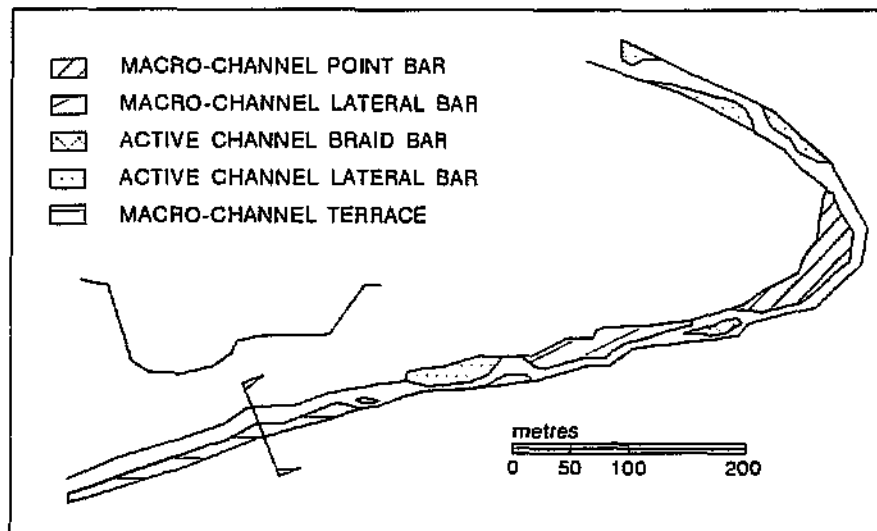 MACRO-CHANNEL POINT BAR
MACRO-CHANNEL LATERAL BAR
ACTIVE CHANNEL BRAID BAR
ACTIVE CHANNEL LATERAL BAR
MACRO-CHANNEL TERRACE
metres
0 50 100 200